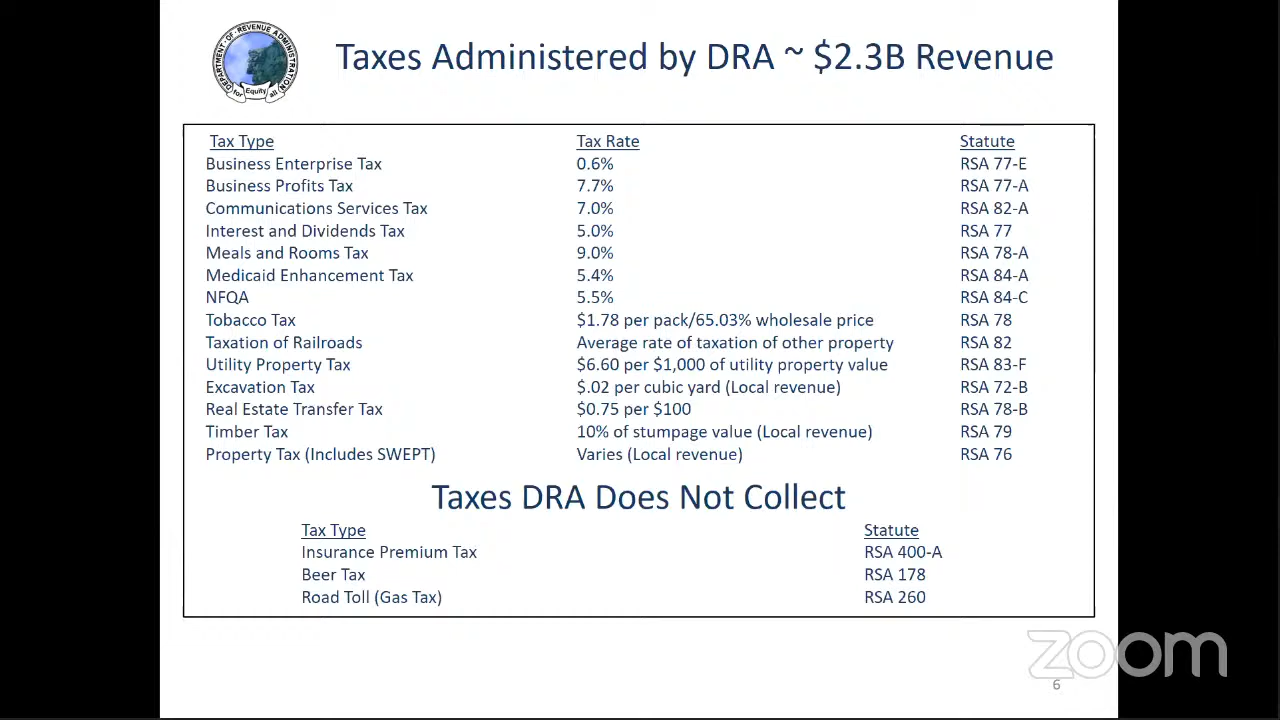 DEPARTMENT·OF·REVENUE ADMINISTRATION
for Equity all
Taxes Administered by DRA ~ $2.3B Revenue
Tax Type Tax Rate Statute
Business Enterprise Tax 0.6% RSA 77-E
Business Profits Tax 7.7% RSA 77-A
Communications Services Tax 7.0% RSA 82-A
Interest and Dividends Tax 5.0% RSA 77
Meals and Rooms Tax 9.0% RSA 78-A
Medicaid Enhancement Tax 5.4% RSA 84-A
NFQA 5.5% RSA 84-C
Tobacco Tax $1.78 per pack/65.03% wholesale price RSA 78
Taxation of Railroads Average rate of taxation of other property RSA 82
Utility Property Tax $6.60 per $1,000 of utility property value RSA 83-F
Excavation Tax $.02 per cubic yard (Local revenue) RSA 72-B
Real Estate Transfer Tax $0.75 per $100 RSA 78-B
Timber Tax 10% of stumpage value (Local revenue) RSA 79
Property Tax (Includes SWEPT) Varies (Local revenue) RSA 76
Taxes DRA Does Not Collect
Tax Type Statute
Insurance Premium Tax RSA 400-A
Beer Tax RSA 178
Road Toll (Gas Tax) RSA 260
zoom
6